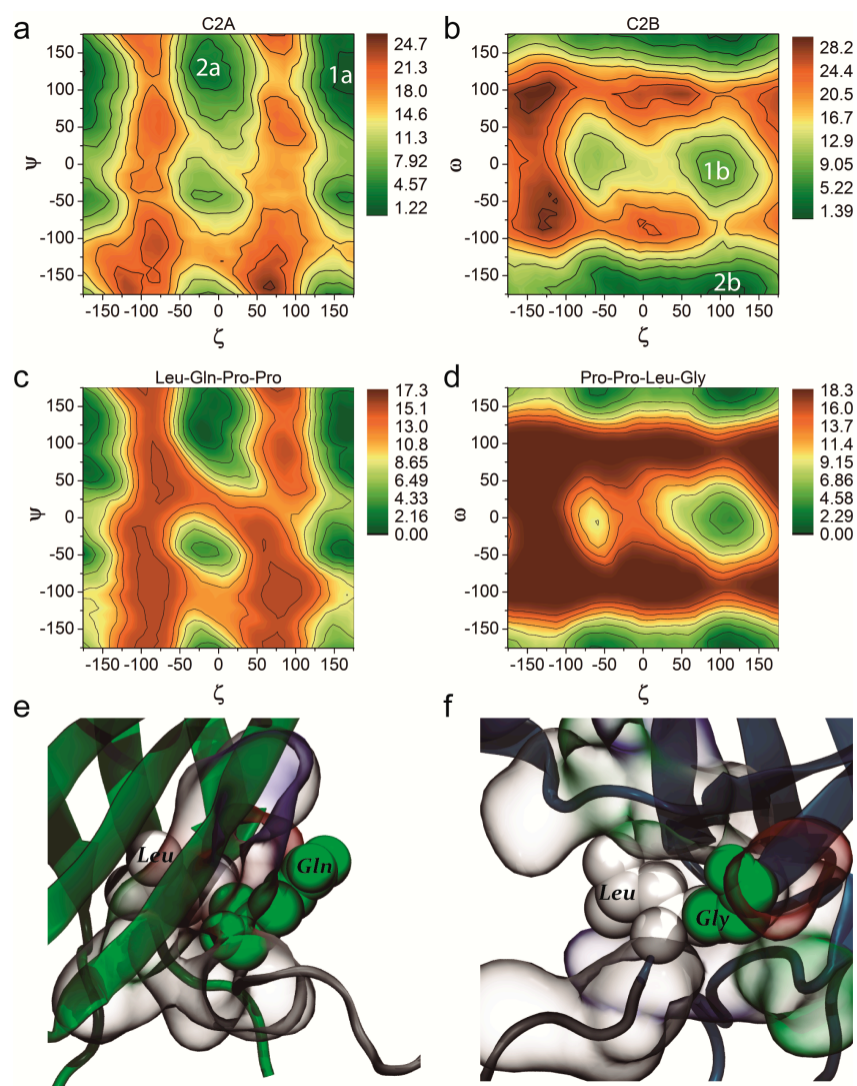 a
C2A
175
150
100
50
0
-50
-100
-150
ψ
-150 -100 -50 0 50 100 150
ζ
2a
1a
24.7
21.3
18.0
14.6
11.3
7.92
4.57
1.22
b
C2B
150
100
50
0
-50
-100
-150
ω
-150 -100 -50 0 50 100 150
ζ
1b
2b
28.2
24.4
20.5
16.7
12.9
9.05
5.22
1.39
c
Leu-Gln-Pro-Pro
150
100
50
0
-50
-100
-150
ψ
-150 -100 -50 0 50 100 150
ζ
17.3
15.1
13.0
10.8
8.65
6.49
4.33
2.16
0.00
d
Pro-Pro-Leu-Gly
150
100
50
0
-50
-100
-150
ω
-150 -100 -50 0 50 100 150
ζ
18.3
16.0
13.7
11.4
9.15
6.86
4.58
2.29
0.00
e
Leu
Gln
f
Leu
Gly